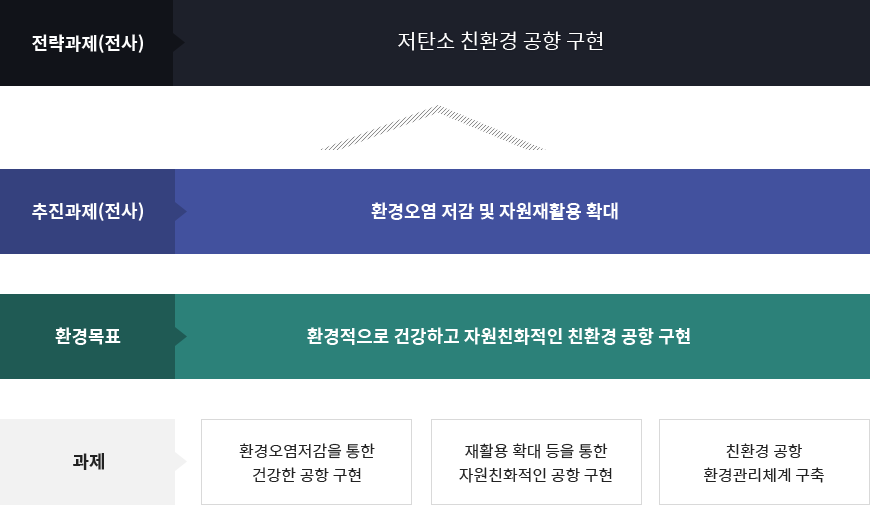 전략과제(전사)
저탄소 친환경 공항 구현
추진과제(전사)
환경오염 저감 및 자원재활용 확대
환경목표
환경적으로 건강하고 자원친화적인 친환경 공항 구현
과제
환경오염저감을 통한
건강한 공항 구현
재활용 확대 등을 통한
자원친화적인 공항 구현
친환경 공항
환경관리체계 구축